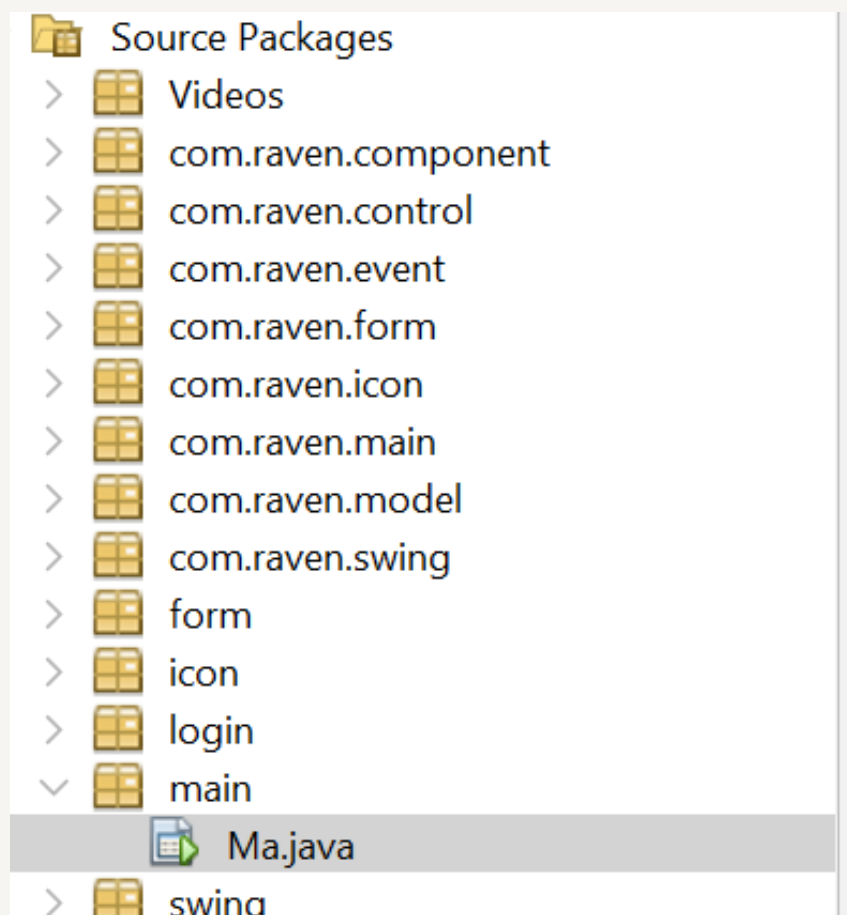 Source Packages
Videos
com.raven.component
com.raven.control
com.raven.event
com.raven.form
com.raven.icon
com.raven.main
com.raven.model
com.raven.swing
form
icon
login
main
Ma.java
swing